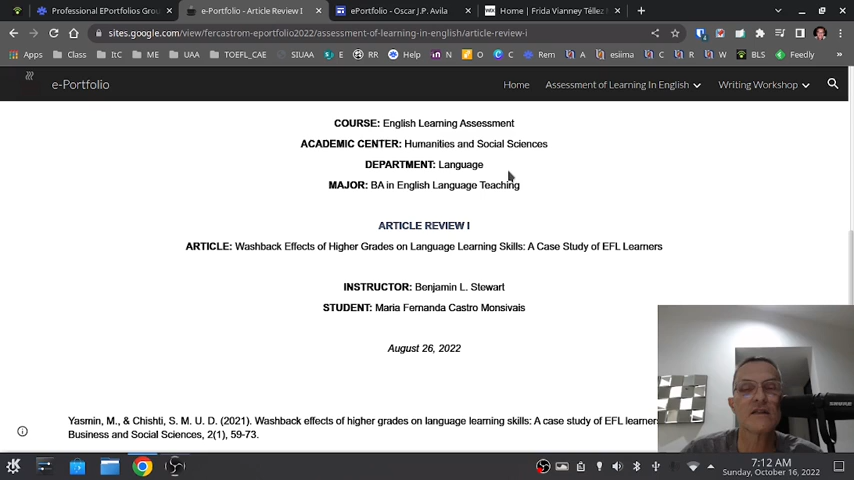 Professional EPortfolios Grou
e-Portfolio - Article Review I
ePortfolio - Oscar J.P. Avila
Home | Frida Vianney Téllez
sites.google.com/view/fercastrom-eportfolio2022/assessment-of-learning-in-english/article-review-i
Apps Class ItC ME UAA TOEFL_CAE SIUAA E RR Help N O C Rem A esiima C R W BLS Feedly
e-Portfolio Home Assessment of Learning In English Writing Workshop
COURSE: English Learning Assessment
ACADEMIC CENTER: Humanities and Social Sciences
DEPARTMENT: Language
MAJOR: BA in English Language Teaching
ARTICLE REVIEW I
ARTICLE: Washback Effects of Higher Grades on Language Learning Skills: A Case Study of EFL Learners
INSTRUCTOR: Benjamin L. Stewart
STUDENT: Maria Fernanda Castro Monsivais
August 26, 2022
Yasmin, M., & Chishti, S. M. U. D. (2021). Washback effects of higher grades on language learning skills: A case study of EFL learners
Business and Social Sciences, 2(1), 59-73.
SHURE
7:12 AM
Sunday, October 16, 2022